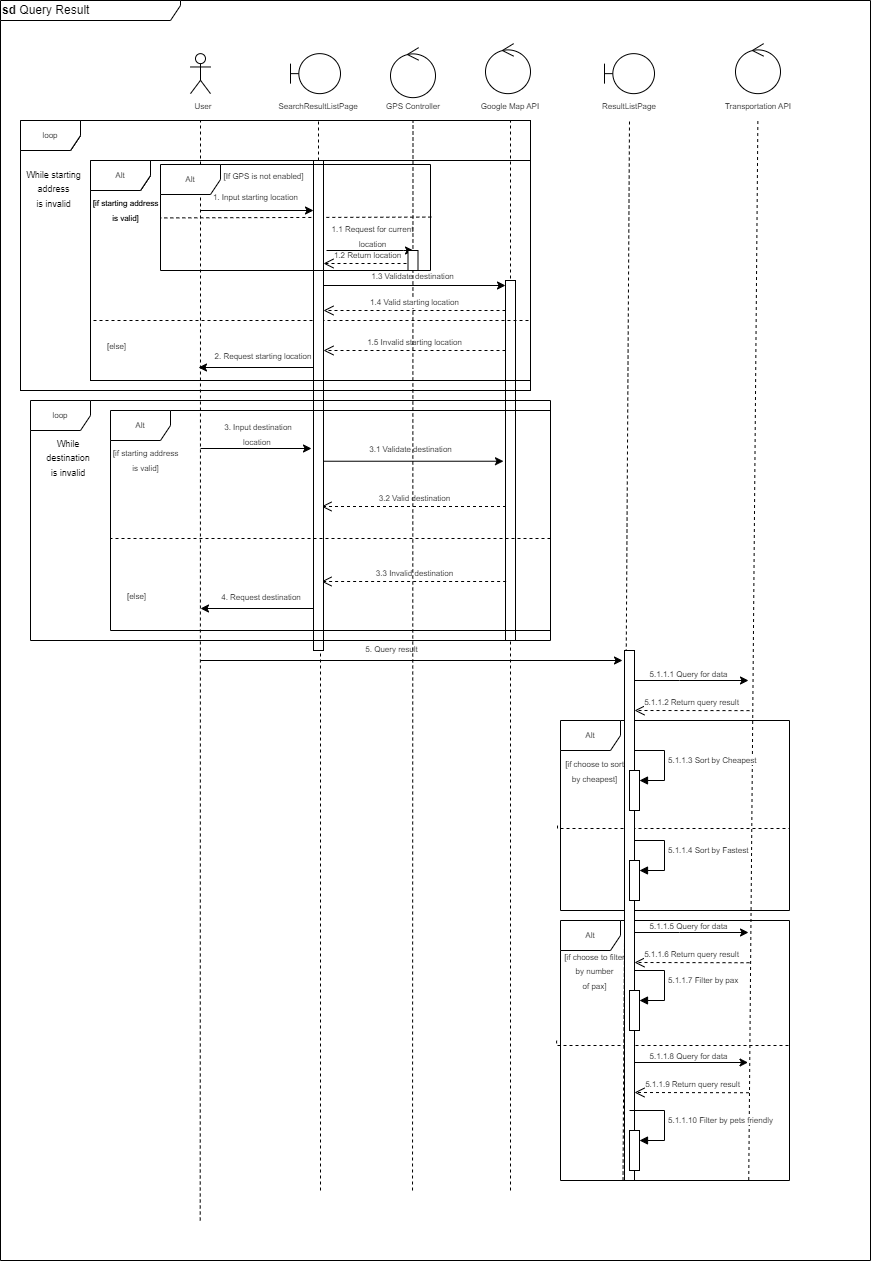 sd Query Result
User
SearchResultListPage
GPS Controller
Google Map API
ResultListPage
Transportation API
loop
While starting
address
is invalid
Alt
[if starting address
is valid]
Alt
[If GPS is not enabled]
1. Input starting location
1.1 Request for current
location
1.2 Return location
1.3 Validate destination
1.4 Valid starting location
[else]
1.5 Invalid starting location
2. Request starting location
loop
While
destination
is invalid
Alt
[if starting address
is valid]
3. Input destination
location
3.1 Validate destination
3.2 Valid destination
3.3 Invalid destination
[else]
4. Request destination
5. Query result
5.1.1.1 Query for data
5.1.1.2 Return query result
Alt
[if choose to sort
by cheapest]
5.1.1.3 Sort by Cheapest
5.1.1.4 Sort by Fastest
Alt
[if choose to filter
by number
of pax]
5.1.1.5 Query for data
5.1.1.6 Return query result
5.1.1.7 Filter by pax
5.1.1.8 Query for data
5.1.1.9 Return query result
5.1.1.10 Filter by pets friendly